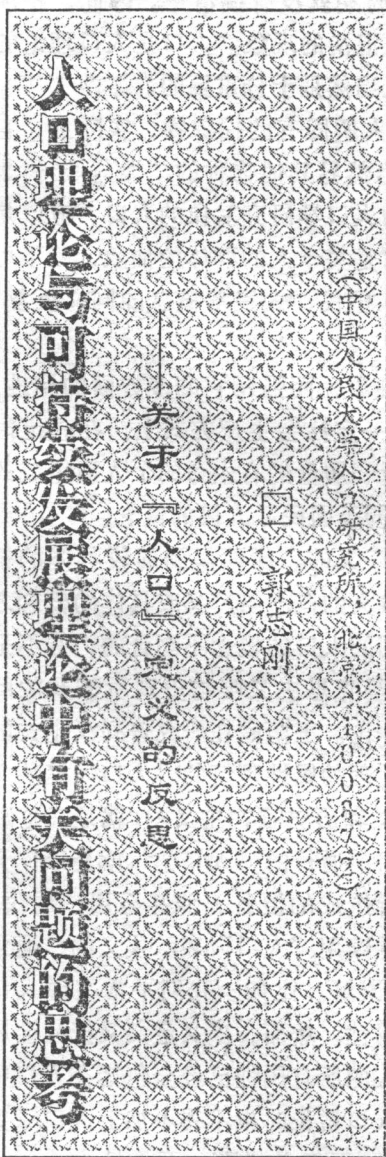 人口理论与可持续发展理论中有关问题的思考
——关于『人口』定义的反思
□ 郭志刚
（中国人民大学人口研究所，北京，100872）